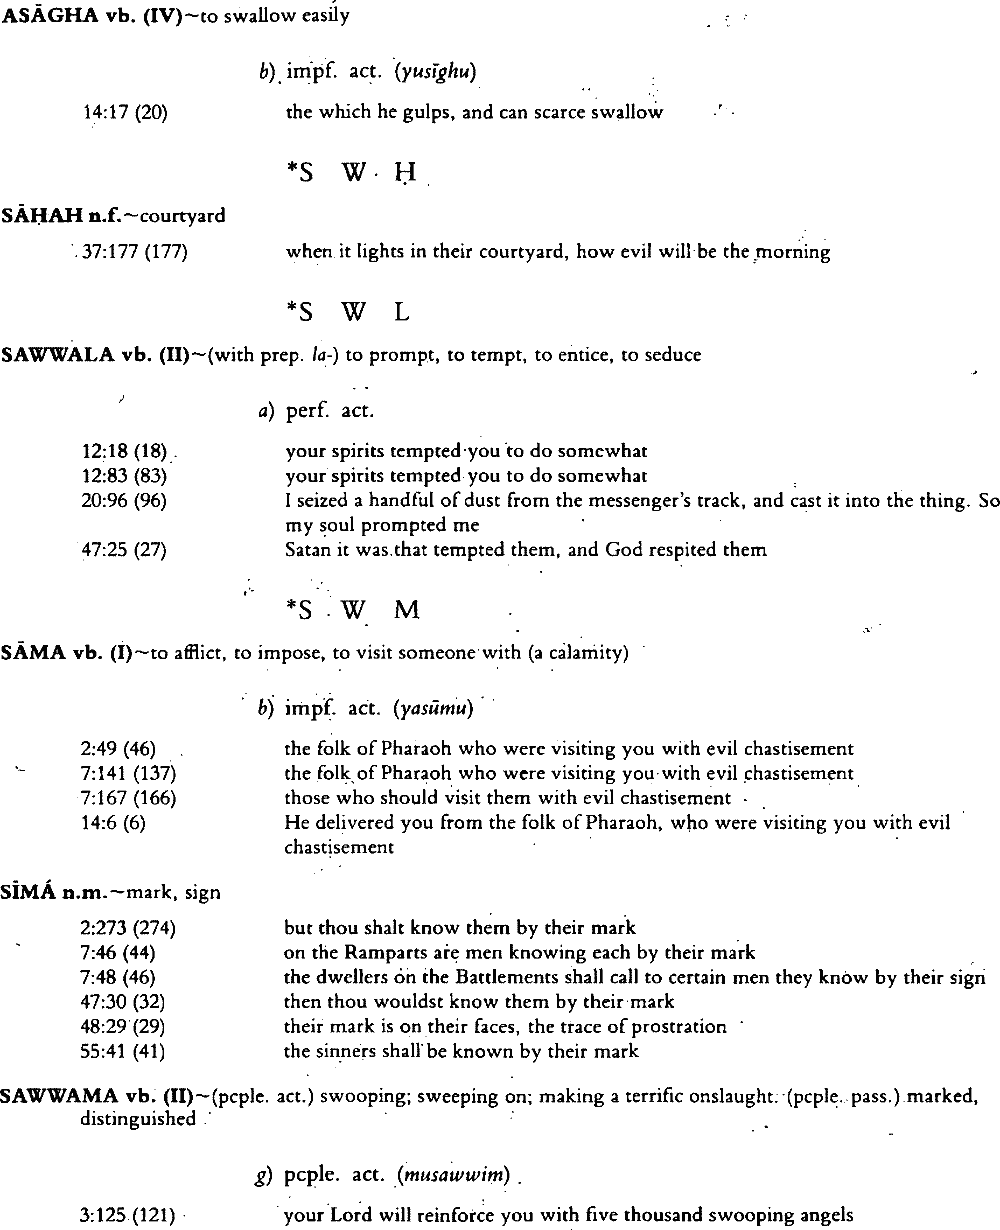 ASĀGHA vb. (IV)~to swallow easily
b) impf. act. (yusīghu)
14:17 (20) the which he gulps, and can scarce swallow
*S W Ḥ
SĀḤAH n.f.~courtyard
37:177 (177) when it lights in their courtyard, how evil will be the morning
*S W L
SAWWALA vb. (II)~(with prep. la-) to prompt, to tempt, to entice, to seduce
a) perf. act.
12:18 (18) your spirits tempted you to do somewhat
12:83 (83) your spirits tempted you to do somewhat
20:96 (96) I seized a handful of dust from the messenger's track, and cast it into the thing. So
my soul prompted me
47:25 (27) Satan it was that tempted them, and God respited them
*S W M
SĀMA vb. (I)~to afflict, to impose, to visit someone with (a calamity)
b) impf. act. (yasūmu)
2:49 (46) the folk of Pharaoh who were visiting you with evil chastisement
7:141 (137) the folk of Pharaoh who were visiting you with evil chastisement
7:167 (166) those who should visit them with evil chastisement
14:6 (6) He delivered you from the folk of Pharaoh, who were visiting you with evil
chastisement
SĪMÁ n.m.~mark, sign
2:273 (274) but thou shalt know them by their mark
7:46 (44) on the Ramparts are men knowing each by their mark
7:48 (46) the dwellers on the Battlements shall call to certain men they know by their sign
47:30 (32) then thou wouldst know them by their mark
48:29 (29) their mark is on their faces, the trace of prostration
55:41 (41) the sinners shall be known by their mark
SAWWAMA vb. (II)~(pcple. act.) swooping; sweeping on; making a terrific onslaught. (pcple. pass.) marked,
distinguished
g) pcple. act. (musawwim)
3:125 (121) your Lord will reinforce you with five thousand swooping angels